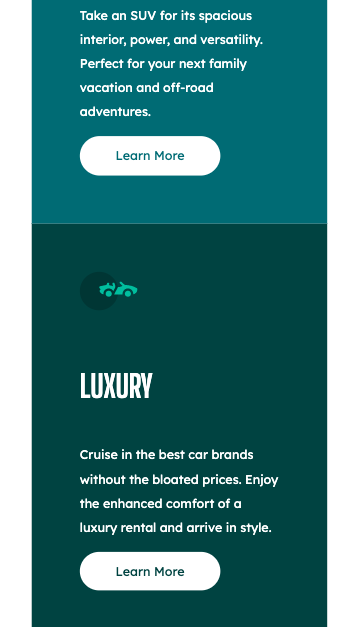 Take an SUV for its spacious
interior, power, and versatility.
Perfect for your next family
vacation and off-road
adventures.
Learn More
LUXURY
Cruise in the best car brands
without the bloated prices. Enjoy
the enhanced comfort of a
luxury rental and arrive in style.
Learn More